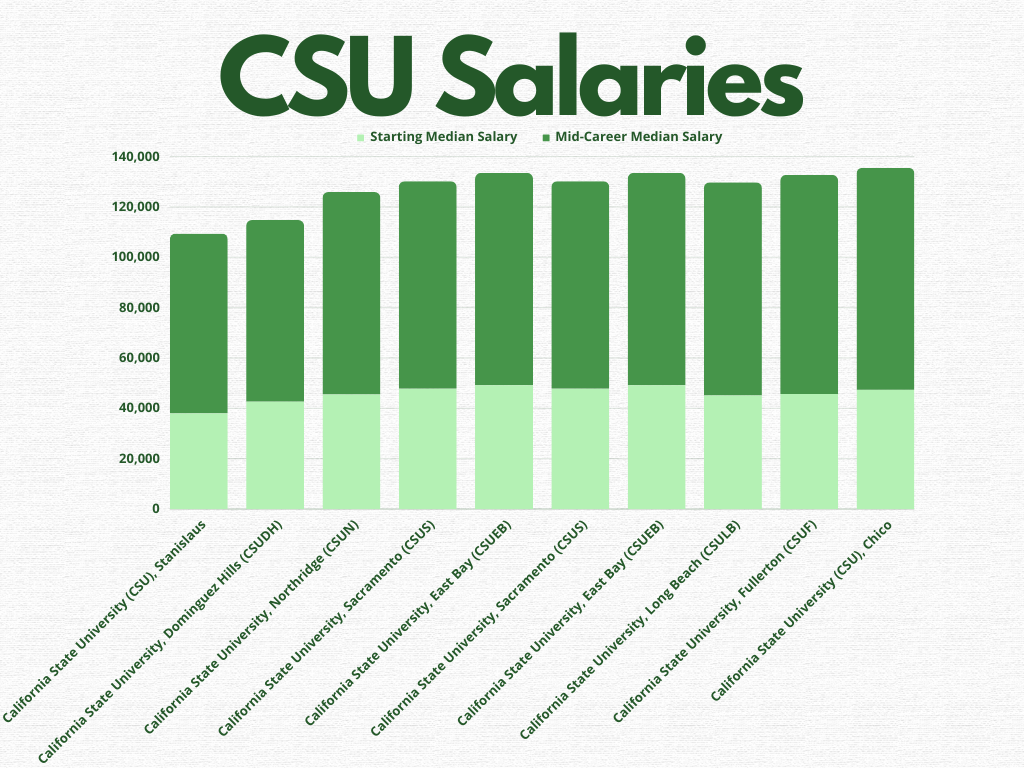 CSU Salaries
Starting Median Salary
Mid-Career Median Salary
140,000
120,000
100,000
80,000
60,000
40,000
20,000
0
California State University (CSU), Stanislaus
California State University, Dominguez Hills (CSUDH)
California State University, Northridge (CSUN)
California State University, Sacramento (CSUS)
California State University, East Bay (CSUEB)
California State University, Sacramento (CSUS)
California State University, East Bay (CSUEB)
California State University, Long Beach (CSULB)
California State University, Fullerton (CSUF)
California State University (CSU), Chico